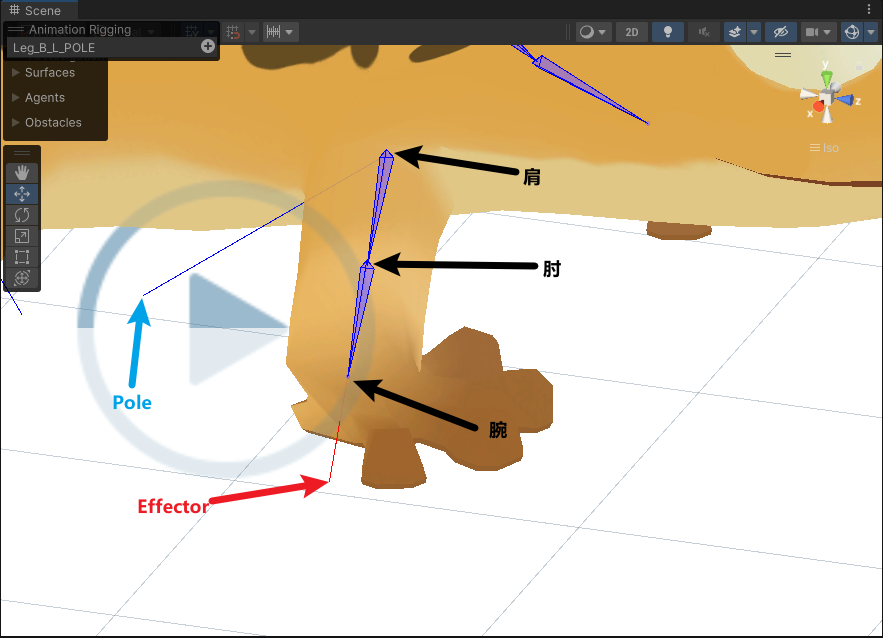 Scene
Animation Rigging
Leg_B_L_POLE
2D
Surfaces
Agents
Obstacles
y
z
x
Iso
肩
肘
Pole
腕
Effector